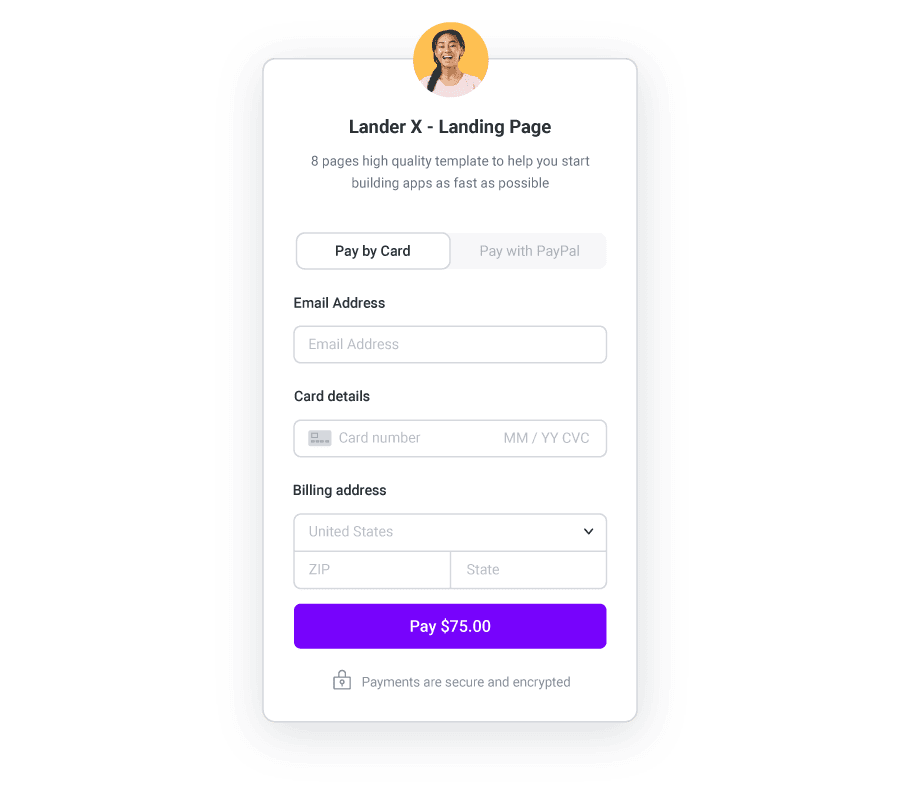 Lander X - Landing Page
8 pages high quality template to help you start
building apps as fast as possible
Pay by Card
Pay with PayPal
Email Address
Email Address
Card details
Card number
MM / YY CVC
Billing address
United States
ZIP
State
Pay $75.00
Payments are secure and encrypted